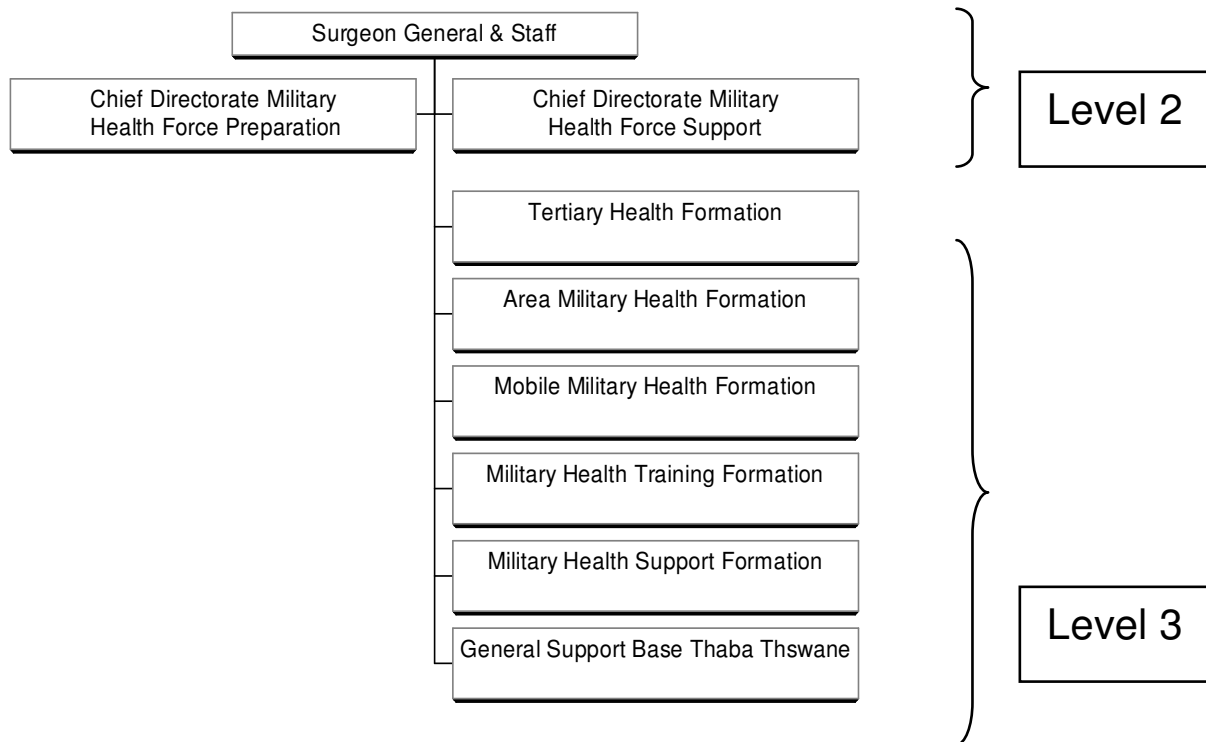 Surgeon General & Staff
Chief Directorate Military
Health Force Preparation
Chief Directorate Military
Health Force Support
Level 2
Tertiary Health Formation
Area Military Health Formation
Mobile Military Health Formation
Military Health Training Formation
Military Health Support Formation
General Support Base Thaba Thswane
Level 3